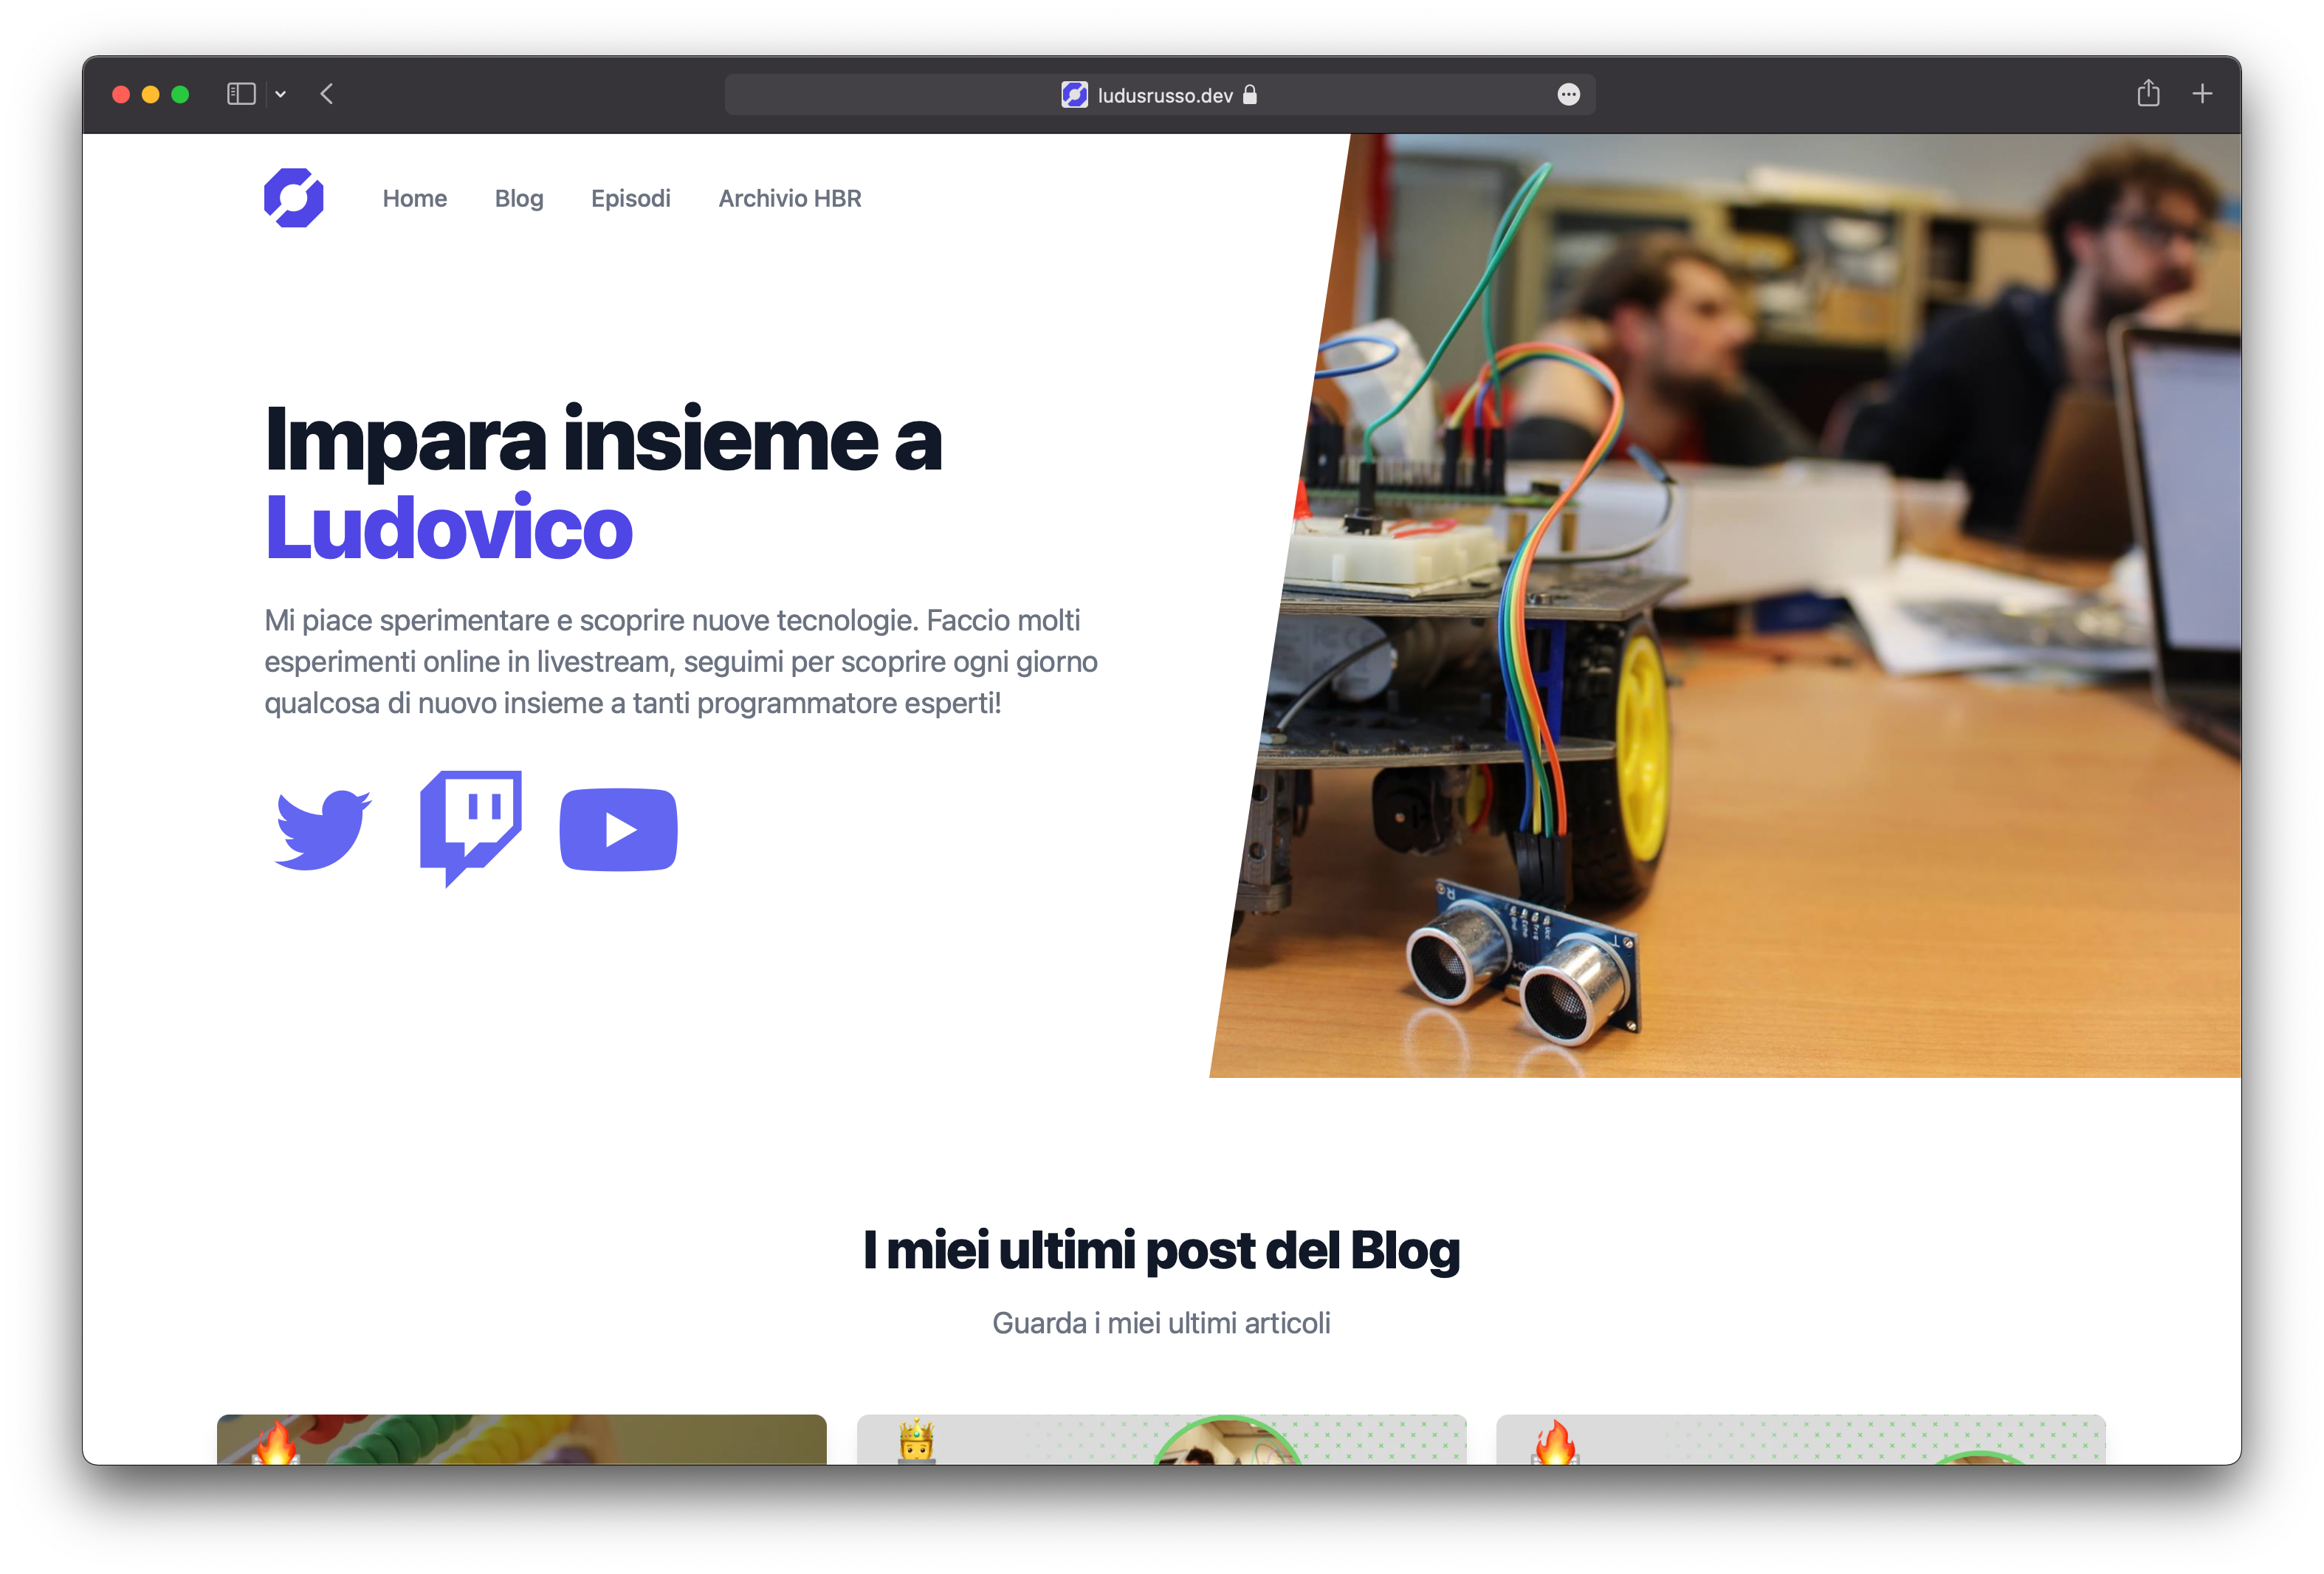 ludusrusso.dev
Home Blog Episodi Archivio HBR
Impara insieme a
Ludovico
Mi piace sperimentare e scoprire nuove tecnologie. Faccio molti
esperimenti online in livestream, seguimi per scoprire ogni giorno
qualcosa di nuovo insieme a tanti programmatore esperti!
R
T
I miei ultimi post del Blog
Guarda i miei ultimi articoli